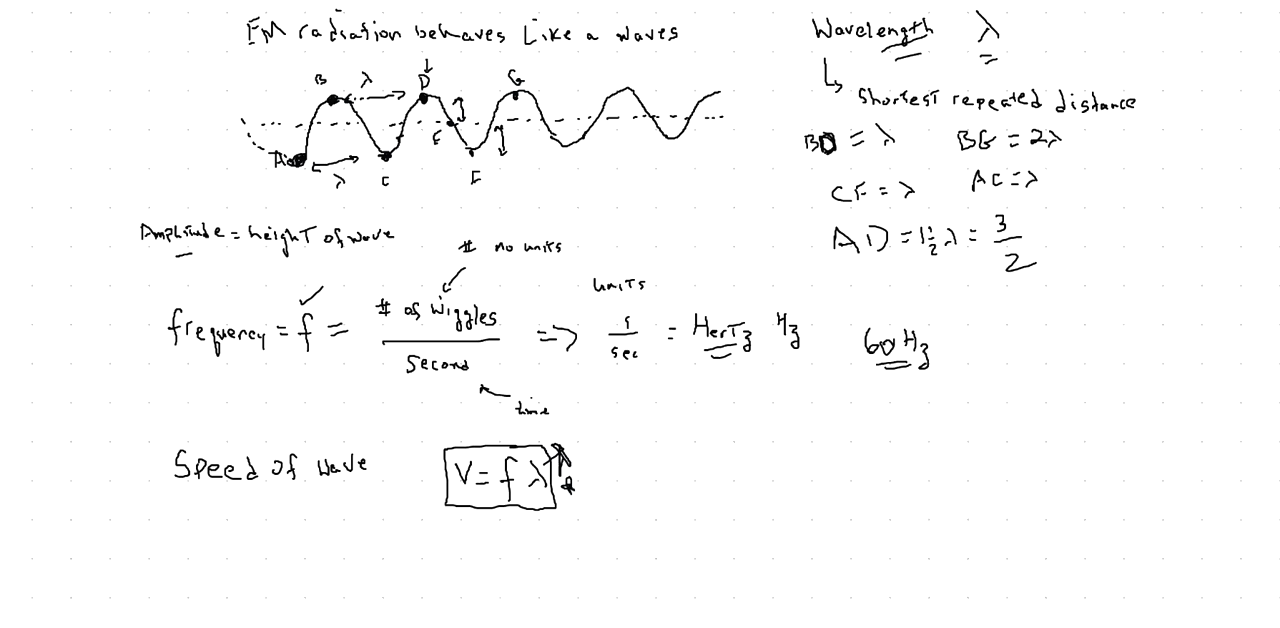 EM radiation behaves Like a waves
Wavelength λ
Shortest repeated distance
B λ D G
A λ C E F
BD = λ BG = 2λ
CF = λ AC = λ
AD = 1½ λ = 3/2
Amplitude = height of wave
# no units
frequency = f = # of wiggles / Second => 1/sec = HerTz Hz 60 Hz
uniTs
time
Speed of wave V = f λ